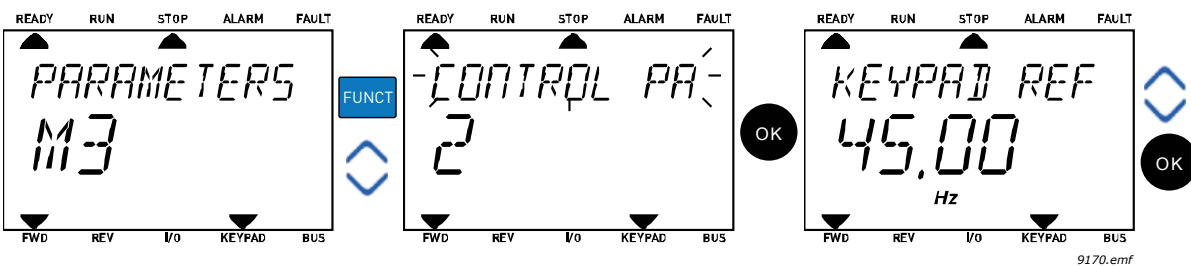 READY RUN STOP ALARM FAULT
PARAMETERS
M3
FWD REV I/O KEYPAD BUS
FUNCT
READY RUN STOP ALARM FAULT
CONTROL PA
2
FWD REV I/O KEYPAD BUS
OK
READY RUN STOP ALARM FAULT
KEYPAD REF
45.00
Hz
FWD REV I/O KEYPAD BUS
OK
9170.emf